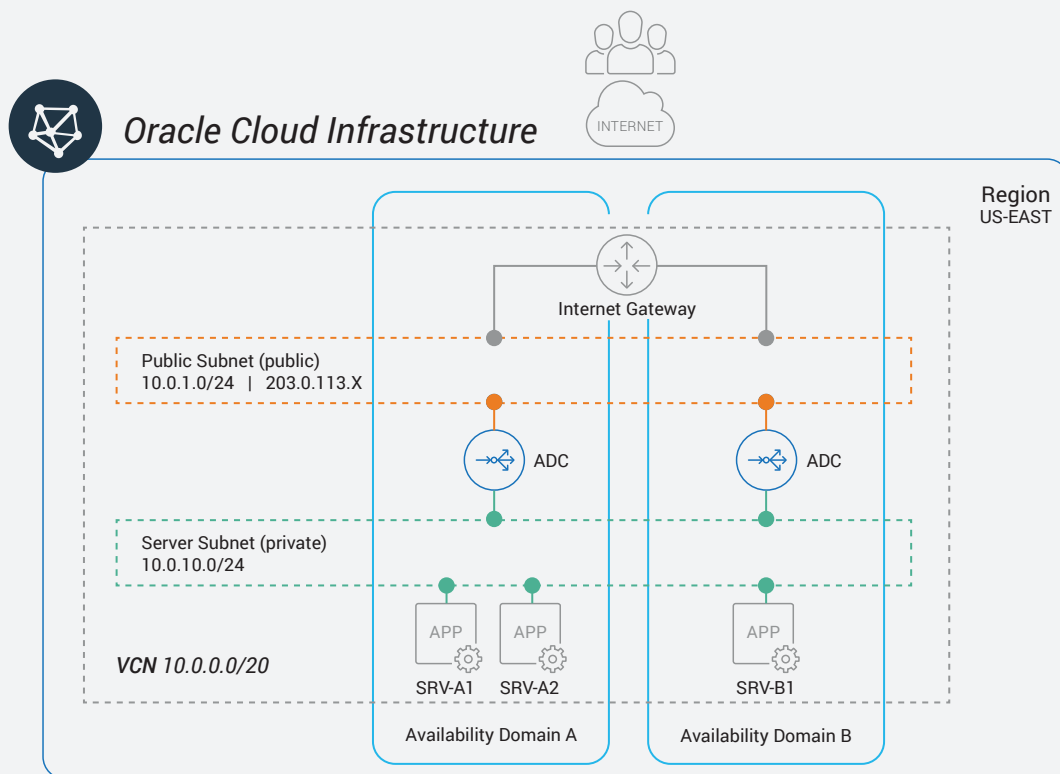 INTERNET
Oracle Cloud Infrastructure
Region
US-EAST
Internet Gateway
Public Subnet (public)
10.0.1.0/24 | 203.0.113.X
ADC
ADC
Server Subnet (private)
10.0.10.0/24
APP
APP
APP
VCN 10.0.0.0/20
SRV-A1
SRV-A2
SRV-B1
Availability Domain A
Availability Domain B